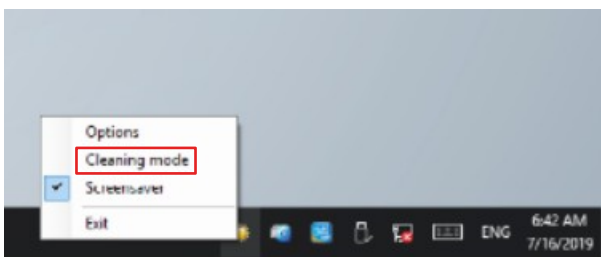 Options
Cleaning mode
Screensaver
Exit
ENG
6:42 AM
7/16/2019